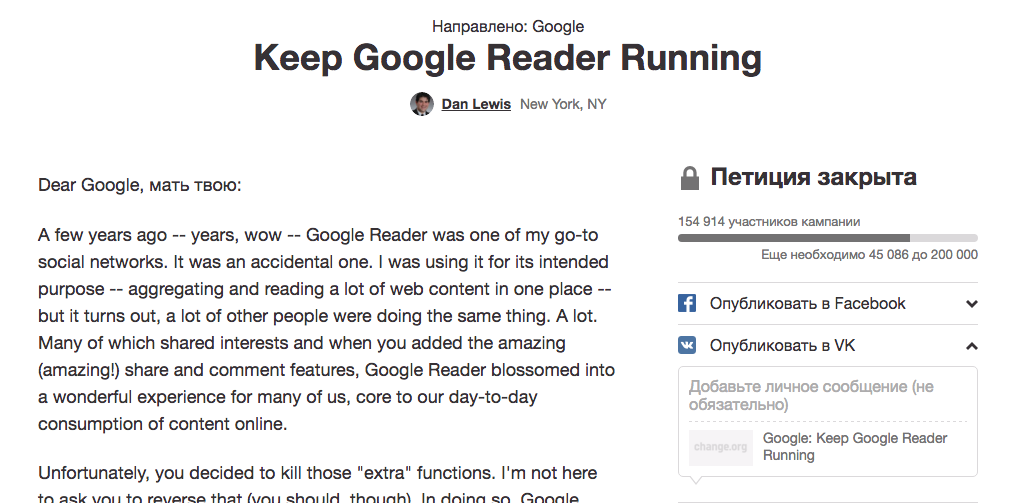 Направлено: Google
Keep Google Reader Running
Dan Lewis New York, NY
Dear Google, мать твою:
A few years ago -- years, wow -- Google Reader was one of my go-to
social networks. It was an accidental one. I was using it for its intended
purpose -- aggregating and reading a lot of web content in one place --
but it turns out, a lot of other people were doing the same thing. A lot.
Many of which shared interests and when you added the amazing
(amazing!) share and comment features, Google Reader blossomed into
a wonderful experience for many of us, core to our day-to-day
consumption of content online.
Unfortunately, you decided to kill those "extra" functions. I'm not here
to ask you to reverse that (you should, though). In doing so, Google
Петиция закрыта
154 914 участников кампании
Еще необходимо 45 086 до 200 000
Опубликовать в Facebook
Опубликовать в VK
Добавьте личное сообщение (не
обязательно)
change.org
Google: Keep Google Reader
Running